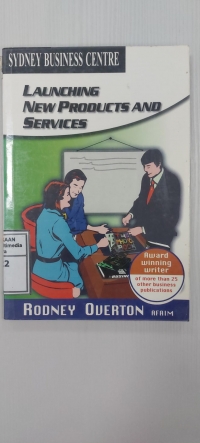 SYDNEY BUSINESS CENTRE
LAUNCHING
NEW PRODUCTS AND
SERVICES
Award
winning
writer
of more than 25
other business
publications
RODNEY OVERTON AFAIM